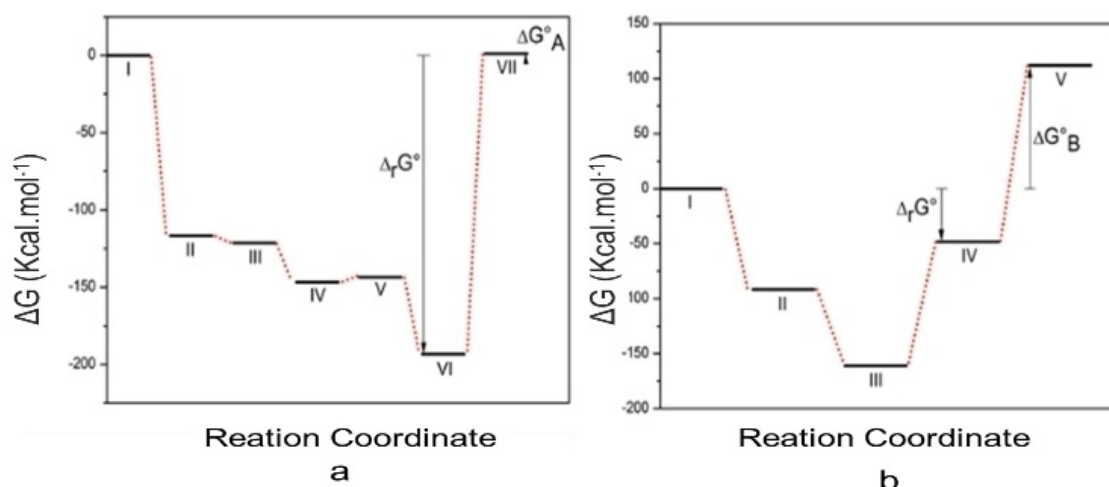 ΔG (Kcal.mol⁻¹)
0
-50
-100
-150
-200
I
II
III
IV
V
VI
VII
ΔrG°
ΔG°A
Reation Coordinate
a
ΔG (Kcal.mol⁻¹)
150
100
50
0
-50
-100
-150
-200
I
II
III
IV
V
ΔrG°
ΔG°B
Reation Coordinate
b